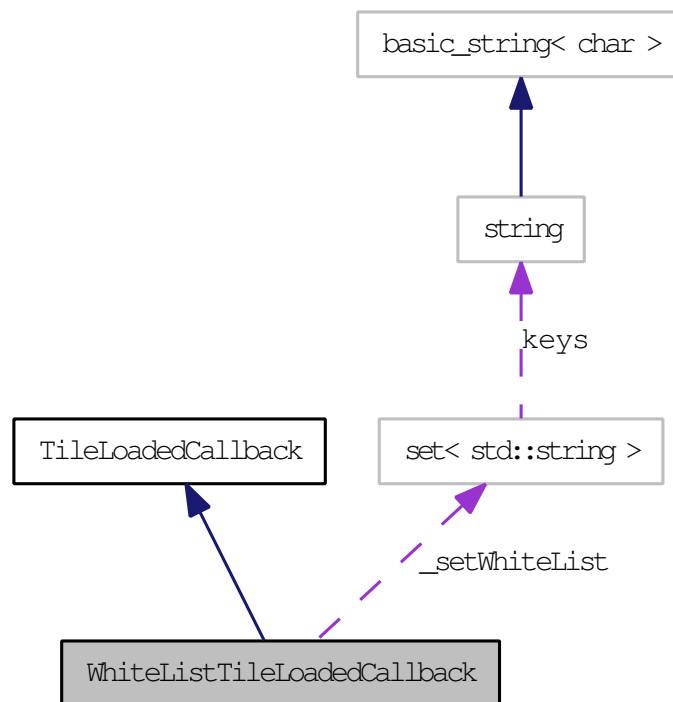 basic_string< char >
string
keys
TileLoadedCallback
set< std::string >
_setWhiteList
WhiteListTileLoadedCallback